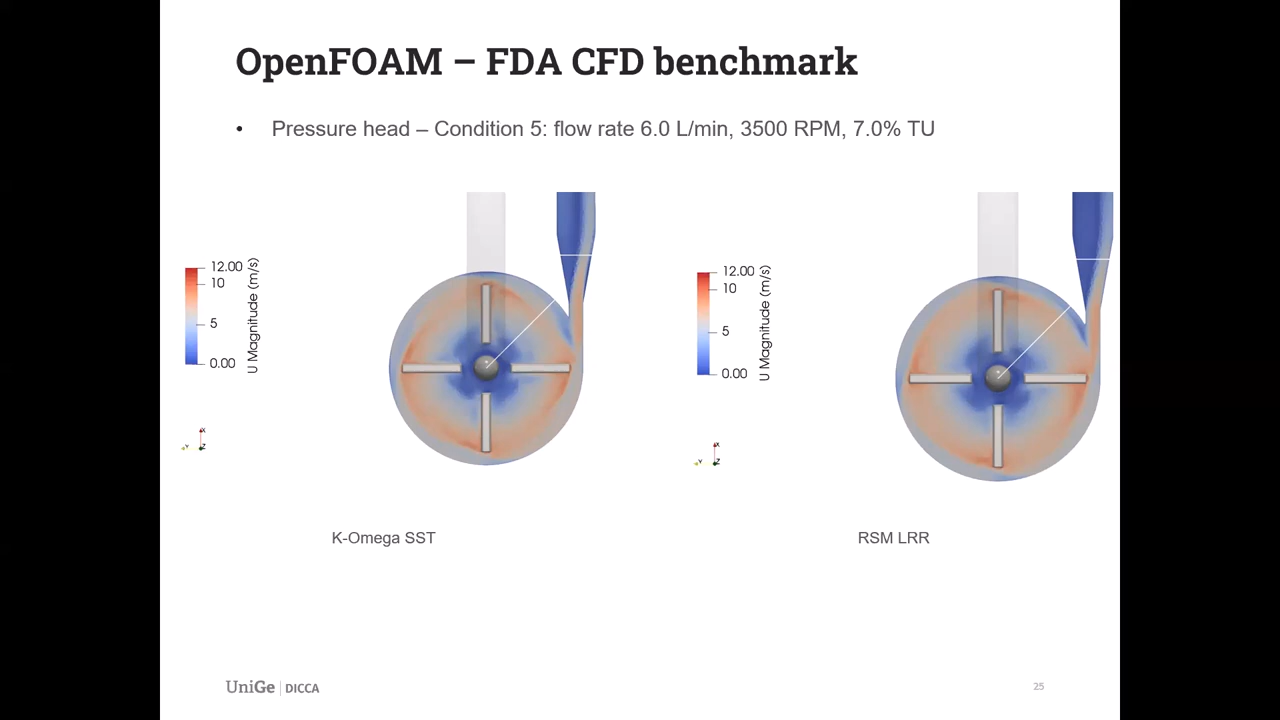 OpenFOAM – FDA CFD benchmark
• Pressure head – Condition 5: flow rate 6.0 L/min, 3500 RPM, 7.0% TU
12.00
10
5
0.00
U Magnitude (m/s)
X
Y
Z
12.00
10
5
0.00
U Magnitude (m/s)
X
Y
Z
K-Omega SST
RSM LRR
UniGe | DICCA
25